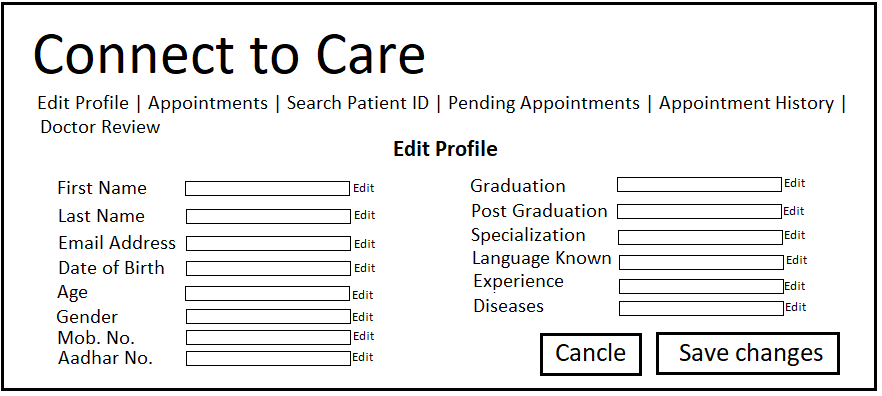 Connect to Care
Edit Profile | Appointments | Search Patient ID | Pending Appointments | Appointment History |
Doctor Review
Edit Profile
First Name Edit
Last Name Edit
Email Address Edit
Date of Birth Edit
Age Edit
Gender Edit
Mob. No. Edit
Aadhar No. Edit
Graduation Edit
Post Graduation Edit
Specialization Edit
Language Known Edit
Experience Edit
Diseases Edit
Cancle Save changes